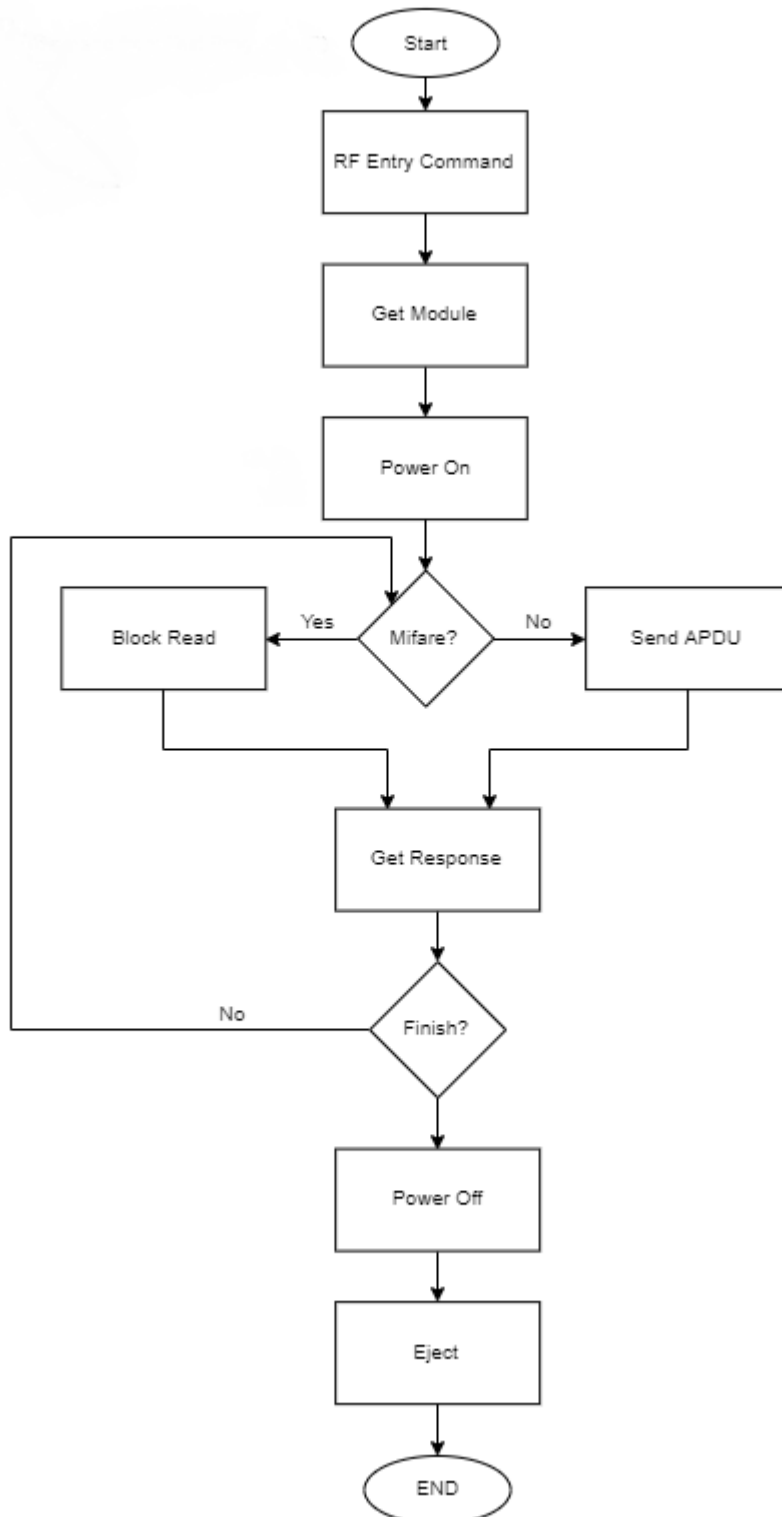 Start
RF Entry Command
Get Module
Power On
Block Read
Yes
Mifare?
No
Send APDU
Get Response
No
Finish?
Power Off
Eject
END